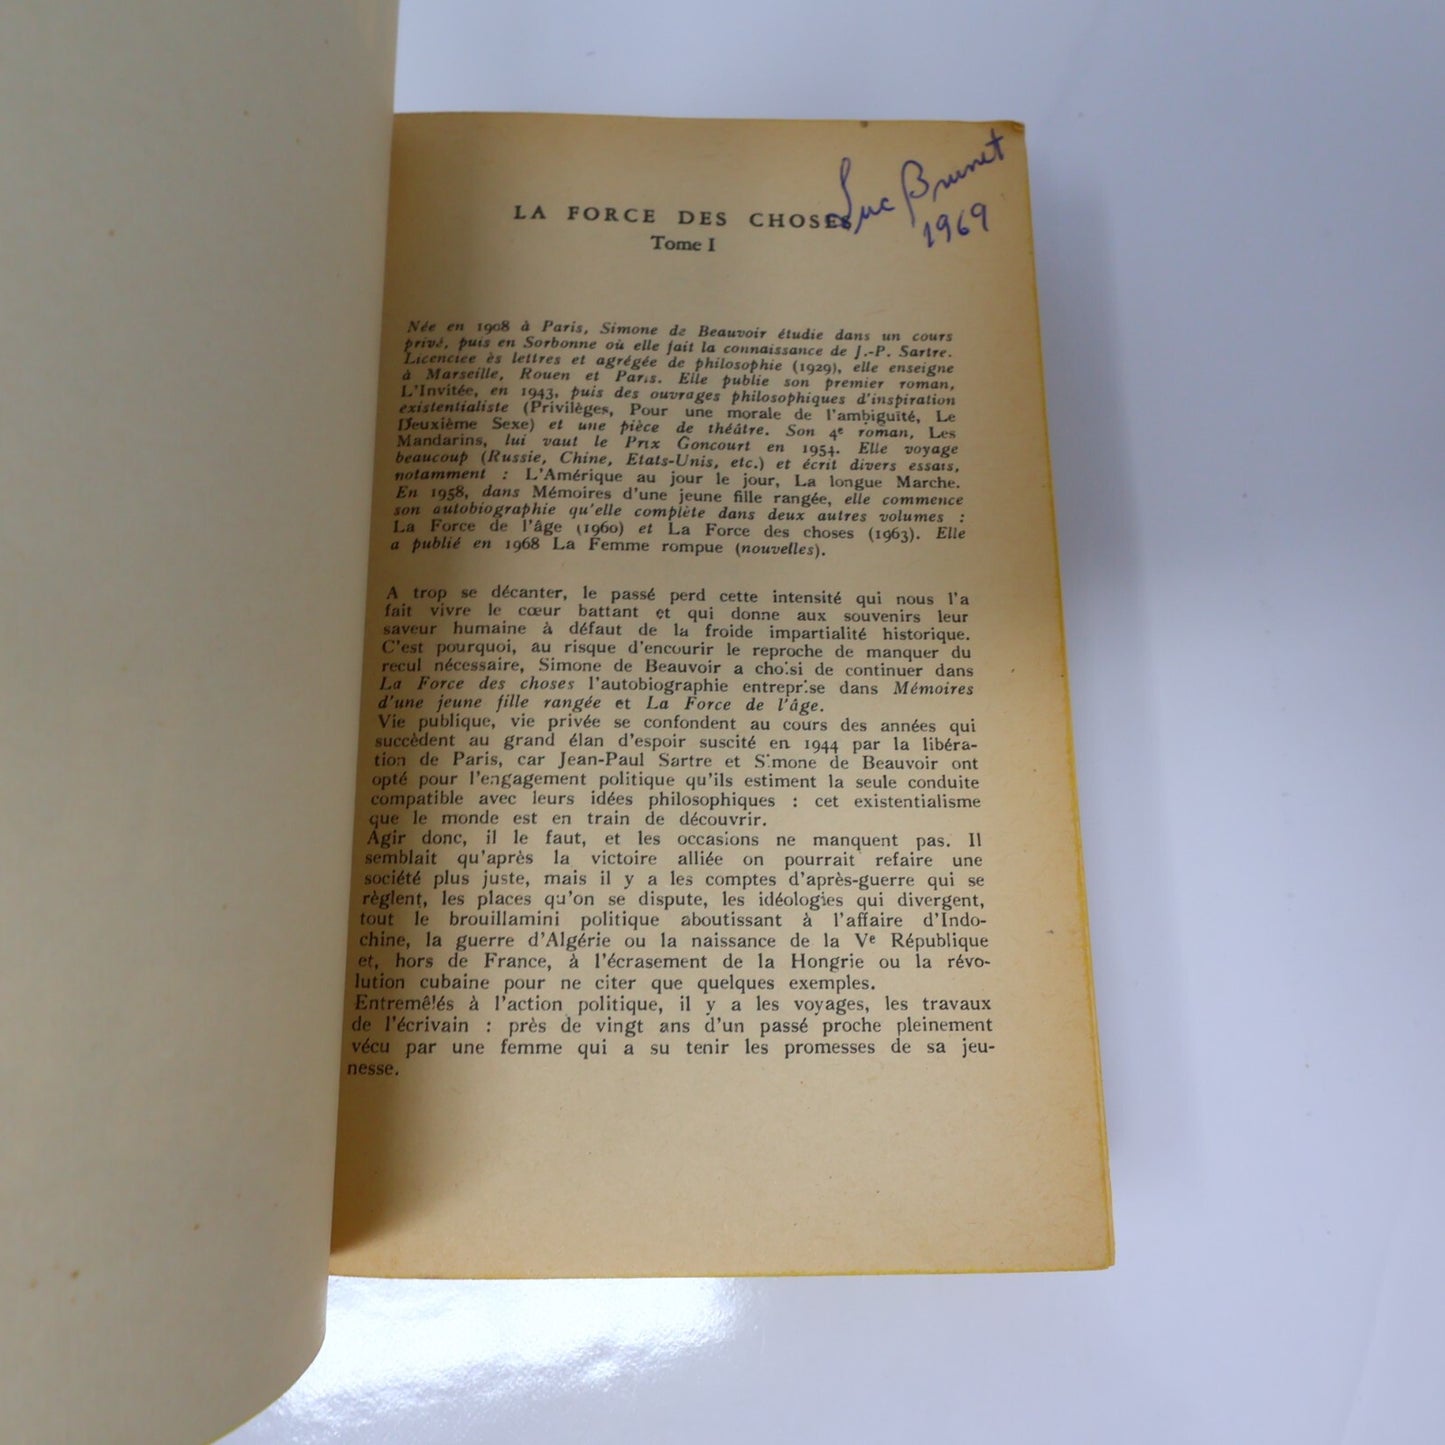 Luc Brunet
1969
LA FORCE DES CHOSES
Tome I
Née en 1908 à Paris, Simone de Beauvoir étudie dans un cours
privé, puis en Sorbonne où elle fait la connaissance de J.-P. Sartre.
Licenciée ès lettres et agrégée de philosophie (1929), elle enseigne
à Marseille, Rouen et Paris. Elle publie son premier roman,
L'Invitée, en 1943, puis des ouvrages philosophiques d'inspiration
existentialiste (Privilèges, Pour une morale de l'ambiguïté, Le
Deuxième Sexe) et une pièce de théâtre. Son 4e roman, Les
Mandarins, lui vaut le Prix Goncourt en 1954. Elle voyage
beaucoup (Russie, Chine, Etats-Unis, etc.) et écrit divers essais,
notamment : L'Amérique au jour le jour, La longue Marche.
En 1958, dans Mémoires d'une jeune fille rangée, elle commence
son autobiographie qu'elle complète dans deux autres volumes :
La Force de l'âge (1960) et La Force des choses (1963). Elle
a publié en 1968 La Femme rompue (nouvelles).
A trop se décanter, le passé perd cette intensité qui nous l'a
fait vivre le cœur battant et qui donne aux souvenirs leur
saveur humaine à défaut de la froide impartialité historique.
C'est pourquoi, au risque d'encourir le reproche de manquer du
recul nécessaire, Simone de Beauvoir a choisi de continuer dans
La Force des choses l'autobiographie entreprise dans Mémoires
d'une jeune fille rangée et La Force de l'âge.
Vie publique, vie privée se confondent au cours des années qui
succèdent au grand élan d'espoir suscité en 1944 par la libéra-
tion de Paris, car Jean-Paul Sartre et Simone de Beauvoir ont
opté pour l'engagement politique qu'ils estiment la seule conduite
compatible avec leurs idées philosophiques : cet existentialisme
que le monde est en train de découvrir.
Agir donc, il le faut, et les occasions ne manquent pas. Il
semblait qu'après la victoire alliée on pourrait refaire une
société plus juste, mais il y a les comptes d'après-guerre qui se
règlent, les places qu'on se dispute, les idéologies qui divergent,
tout le brouillamini politique aboutissant à l'affaire d'Indo-
chine, la guerre d'Algérie ou la naissance de la Ve République
et, hors de France, à l'écrasement de la Hongrie ou la révo-
lution cubaine pour ne citer que quelques exemples.
Entremêlés à l'action politique, il y a les voyages, les travaux
de l'écrivain : près de vingt ans d'un passé proche pleinement
vécu par une femme qui a su tenir les promesses de sa jeu-
nesse.